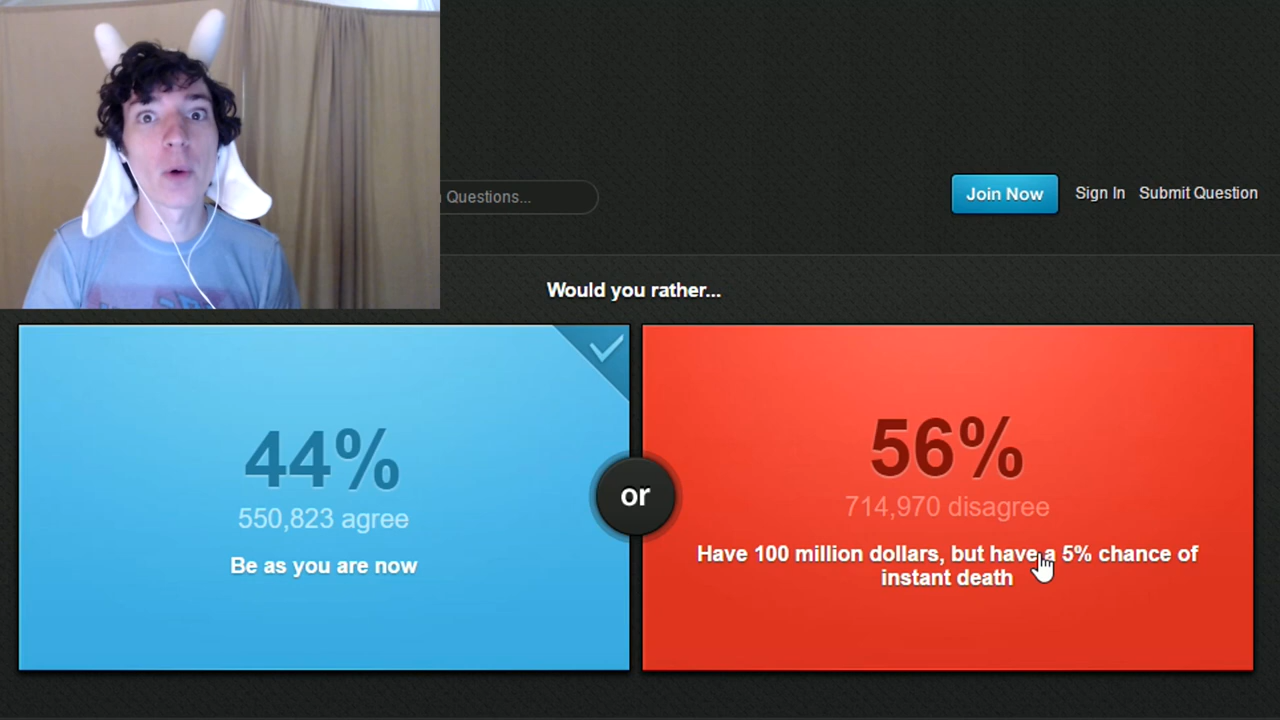 Questions...
Join Now
Sign In
Submit Question
Would you rather...
44%
550,823 agree
Be as you are now
or
56%
714,970 disagree
Have 100 million dollars, but have a 5% chance of
instant death